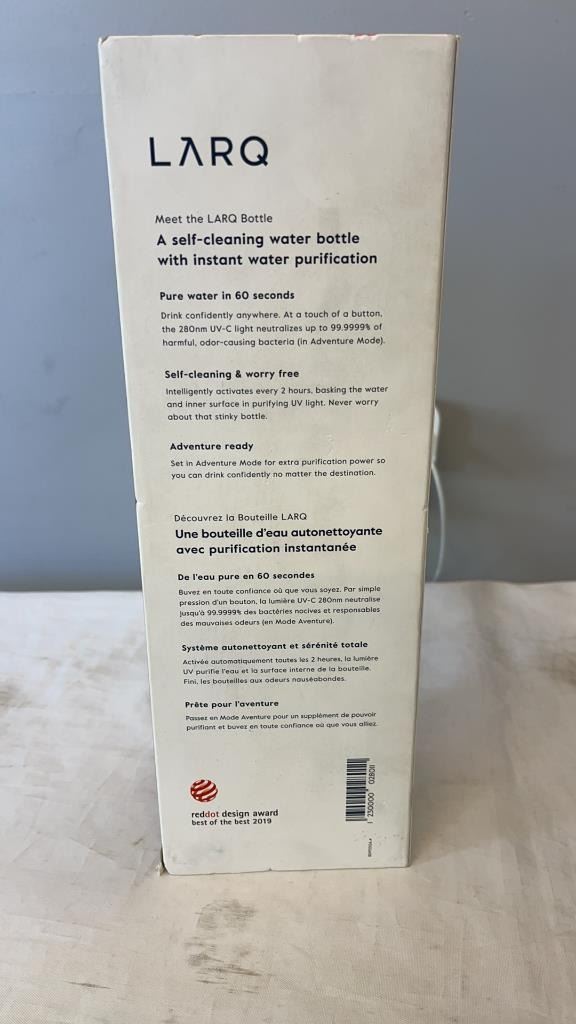 LARQ
Meet the LARQ Bottle
A self-cleaning water bottle
with instant water purification
Pure water in 60 seconds
Drink confidently anywhere. At a touch of a button,
the 280nm UV-C light neutralizes up to 99.9999% of
harmful, odor-causing bacteria (in Adventure Mode).
Self-cleaning & worry free
Intelligently activates every 2 hours, basking the water
and inner surface in purifying UV light. Never worry
about that stinky bottle.
Adventure ready
Set in Adventure Mode for extra purification power so
you can drink confidently no matter the destination.
Découvrez la Bouteille LARQ
Une bouteille d'eau autonettoyante
avec purification instantanée
De l'eau pure en 60 secondes
Buvez en toute confiance où que vous soyez. Par simple
pression d'un bouton, la lumière UV-C 280nm neutralise
jusqu'à 99.9999% des bactéries nocives et responsables
des mauvaises odeurs (en Mode Aventure).
Système autonettoyant et sérénité totale
Activée automatiquement toutes les 2 heures, la lumière
UV purifie l'eau et la surface interne de la bouteille.
Fini, les bouteilles aux odeurs nauséabondes.
Prête pour l'aventure
Passez en Mode Aventure pour un supplément de pouvoir
purifiant et buvez en toute confiance où que vous alliez.
reddot design award
best of the best 2019
1 230000 028011